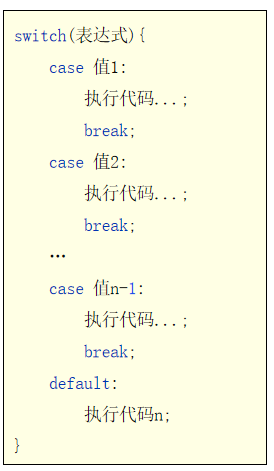 switch(表达式){
case 值1:
执行代码...;
break;
case 值2:
执行代码...;
break;
…
case 值n-1:
执行代码...;
break;
default:
执行代码n;
}